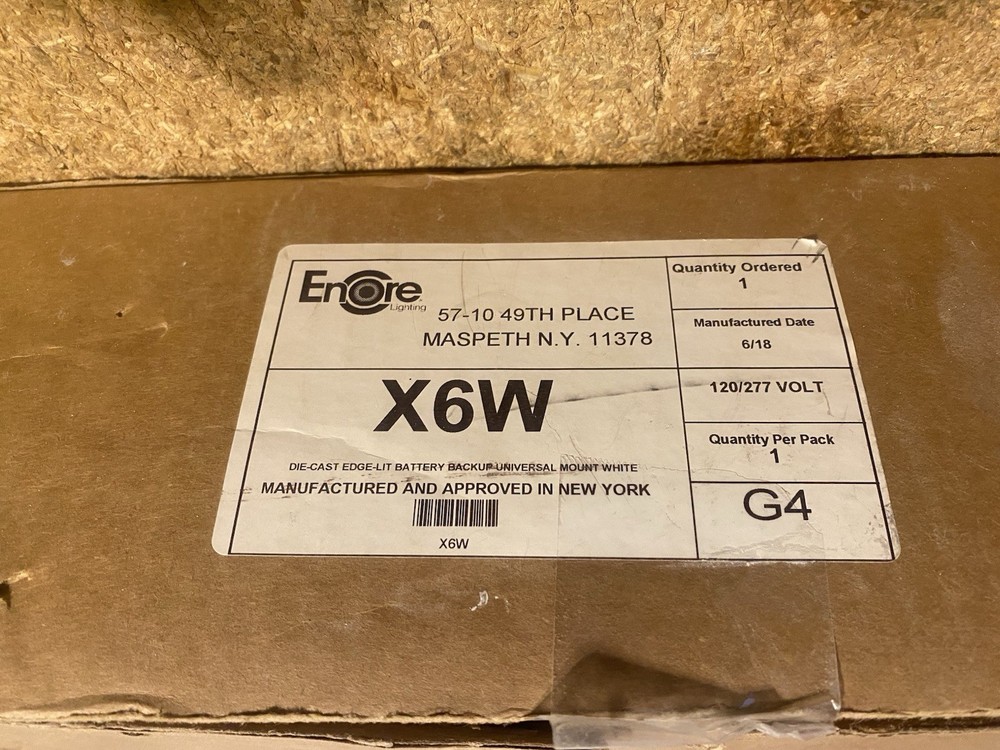 Encore
Lighting
57-10 49TH PLACE
MASPETH N.Y. 11378
Quantity Ordered
1
Manufactured Date
6/18
X6W
120/277 VOLT
DIE-CAST EDGE-LIT BATTERY BACKUP UNIVERSAL MOUNT WHITE
MANUFACTURED AND APPROVED IN NEW YORK
X6W
Quantity Per Pack
1
G4